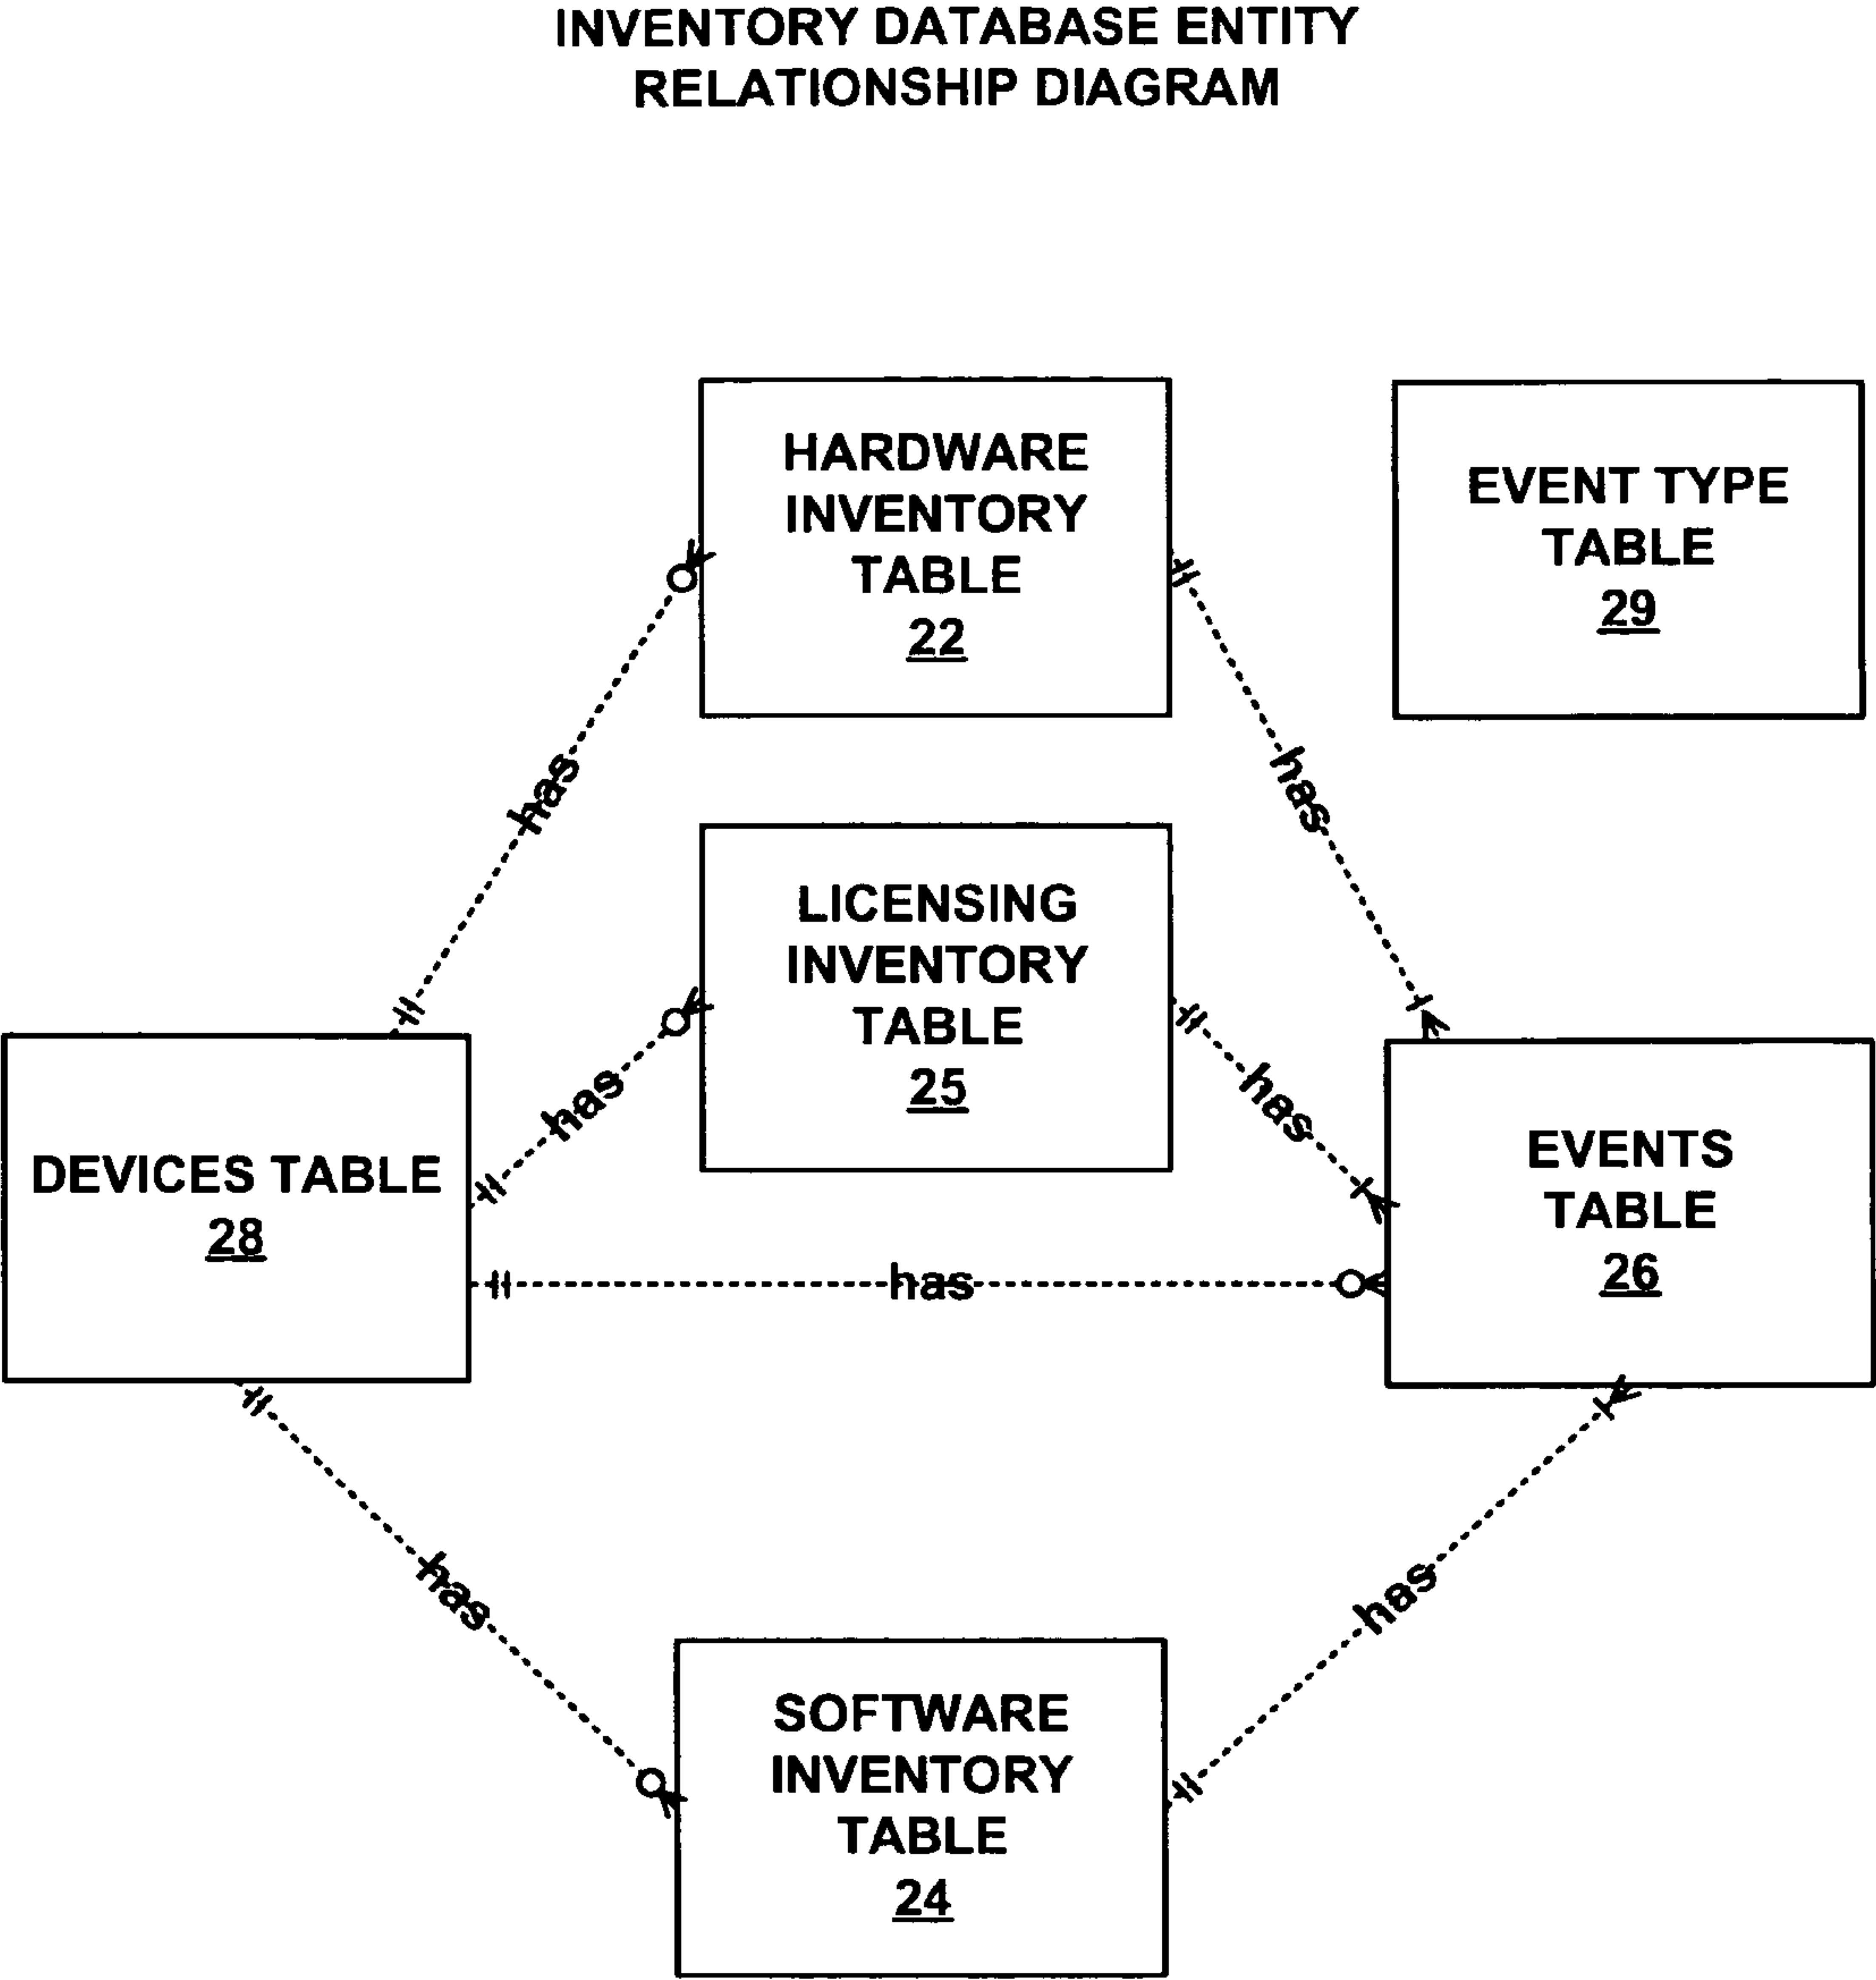 INVENTORY DATABASE ENTITY
RELATIONSHIP DIAGRAM
HARDWARE
INVENTORY
TABLE
22
EVENT TYPE
TABLE
29
has
has
LICENSING
INVENTORY
TABLE
25
has
has
DEVICES TABLE
28
EVENTS
TABLE
26
has
has
has
SOFTWARE
INVENTORY
TABLE
24